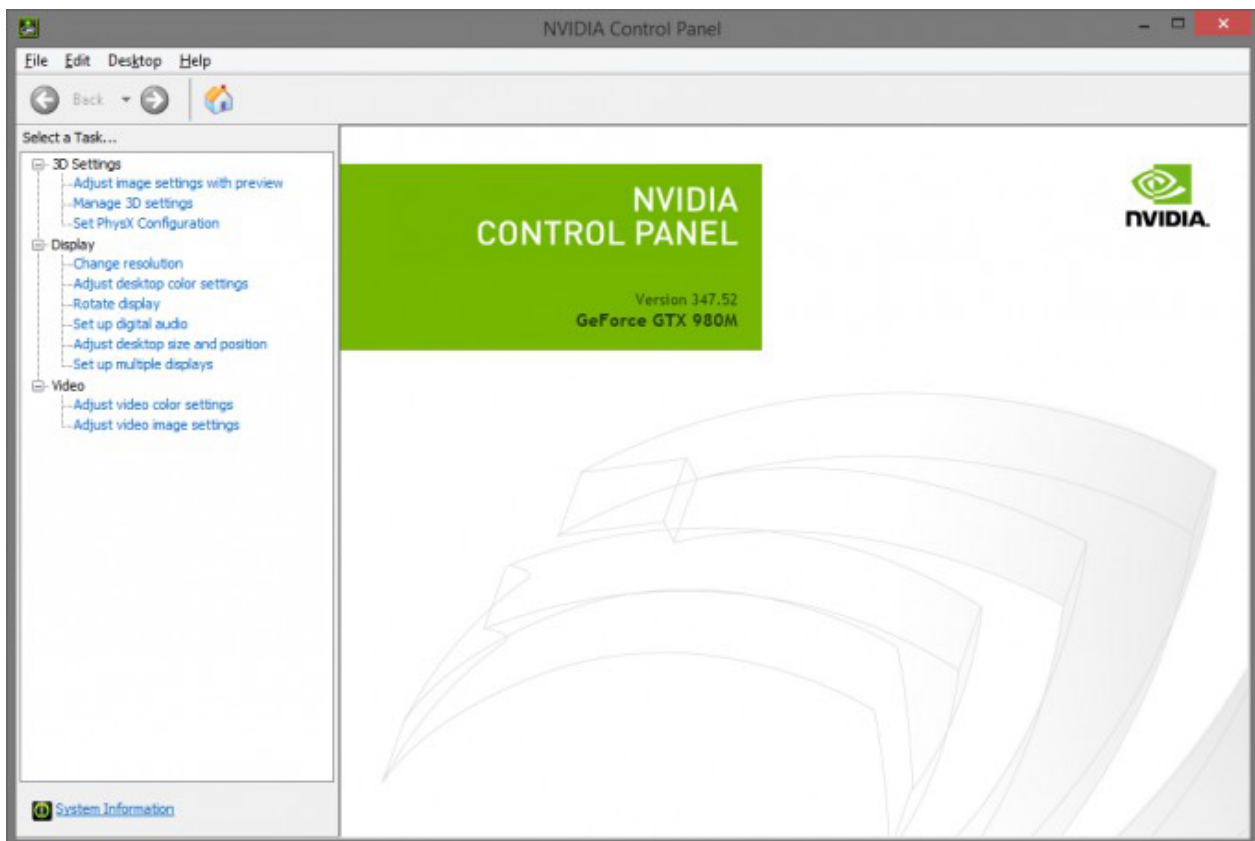 NVIDIA Control Panel
File Edit Desktop Help
Back
Select a Task...
3D Settings
Adjust image settings with preview
Manage 3D settings
Set PhysX Configuration
Display
Change resolution
Adjust desktop color settings
Rotate display
Set up digital audio
Adjust desktop size and position
Set up multiple displays
Video
Adjust video color settings
Adjust video image settings
System Information
NVIDIA
CONTROL PANEL
Version 347.52
GeForce GTX 980M
NVIDIA.